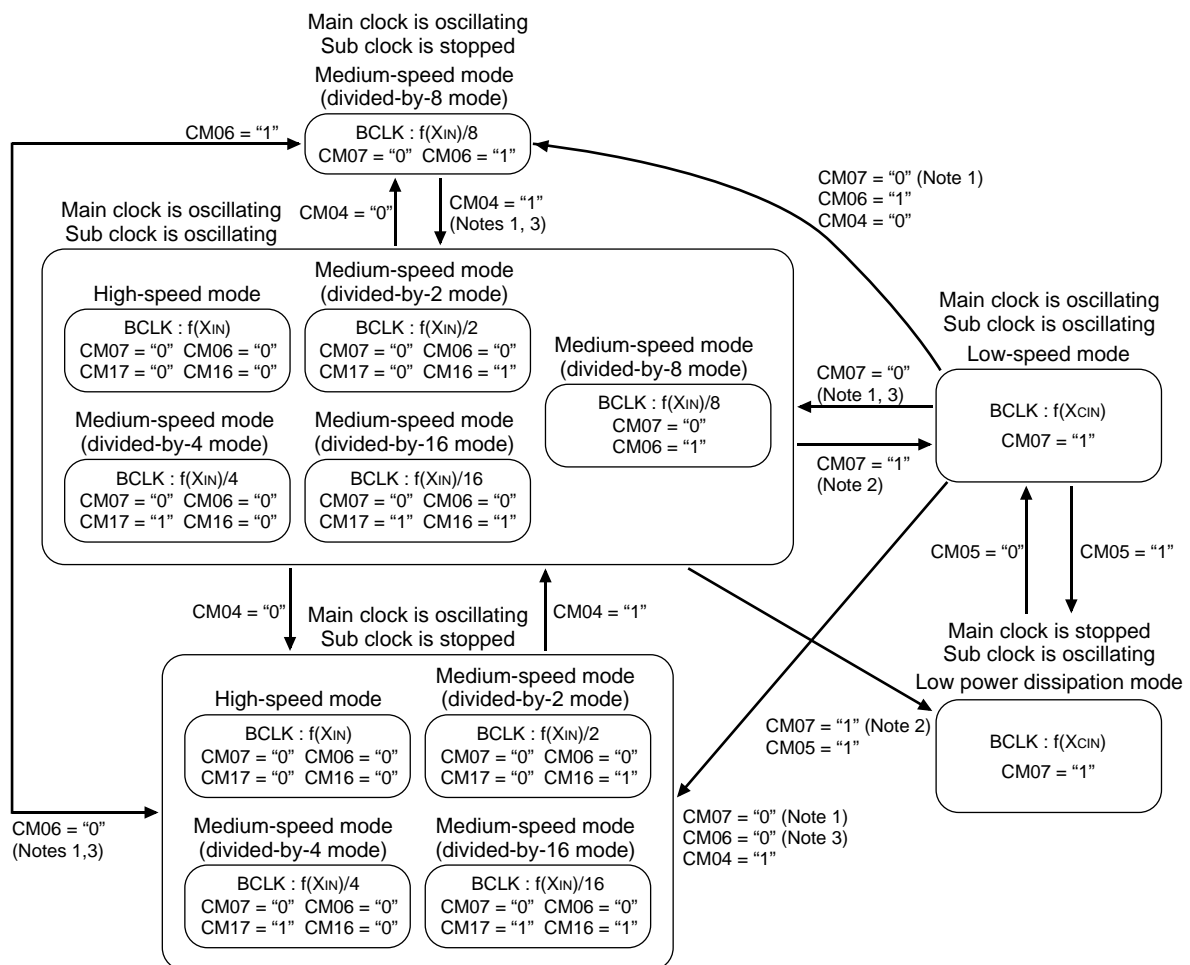 Main clock is oscillating
Sub clock is stopped
Medium-speed mode
(divided-by-8 mode)
CM06 = “1”
BCLK : f(XIN)/8
CM07 = “0” CM06 = “1”
CM07 = “0” (Note 1)
CM06 = “1”
CM04 = “0”
Main clock is oscillating
Sub clock is oscillating
CM04 = “0”
CM04 = “1”
(Notes 1, 3)
High-speed mode
BCLK : f(XIN)
CM07 = “0” CM06 = “0”
CM17 = “0” CM16 = “0”
Medium-speed mode
(divided-by-2 mode)
BCLK : f(XIN)/2
CM07 = “0” CM06 = “0”
CM17 = “0” CM16 = “1”
Medium-speed mode
(divided-by-8 mode)
BCLK : f(XIN)/8
CM07 = “0”
CM06 = “1”
Medium-speed mode
(divided-by-4 mode)
BCLK : f(XIN)/4
CM07 = “0” CM06 = “0”
CM17 = “1” CM16 = “0”
Medium-speed mode
(divided-by-16 mode)
BCLK : f(XIN)/16
CM07 = “0” CM06 = “0”
CM17 = “1” CM16 = “1”
CM07 = “0”
(Note 1, 3)
CM07 = “1”
(Note 2)
Main clock is oscillating
Sub clock is oscillating
Low-speed mode
BCLK : f(XCIN)
CM07 = “1”
CM05 = “0”
CM05 = “1”
CM04 = “0”
Main clock is oscillating
Sub clock is stopped
CM04 = “1”
Main clock is stopped
Sub clock is oscillating
Low power dissipation mode
BCLK : f(XCIN)
CM07 = “1”
CM07 = “1” (Note 2)
CM05 = “1”
High-speed mode
BCLK : f(XIN)
CM07 = “0” CM06 = “0”
CM17 = “0” CM16 = “0”
Medium-speed mode
(divided-by-2 mode)
BCLK : f(XIN)/2
CM07 = “0” CM06 = “0”
CM17 = “0” CM16 = “1”
CM06 = “0”
(Notes 1,3)
Medium-speed mode
(divided-by-4 mode)
BCLK : f(XIN)/4
CM07 = “0” CM06 = “0”
CM17 = “1” CM16 = “0”
Medium-speed mode
(divided-by-16 mode)
BCLK : f(XIN)/16
CM07 = “0” CM06 = “0”
CM17 = “1” CM16 = “1”
CM07 = “0” (Note 1)
CM06 = “0” (Note 3)
CM04 = “1”